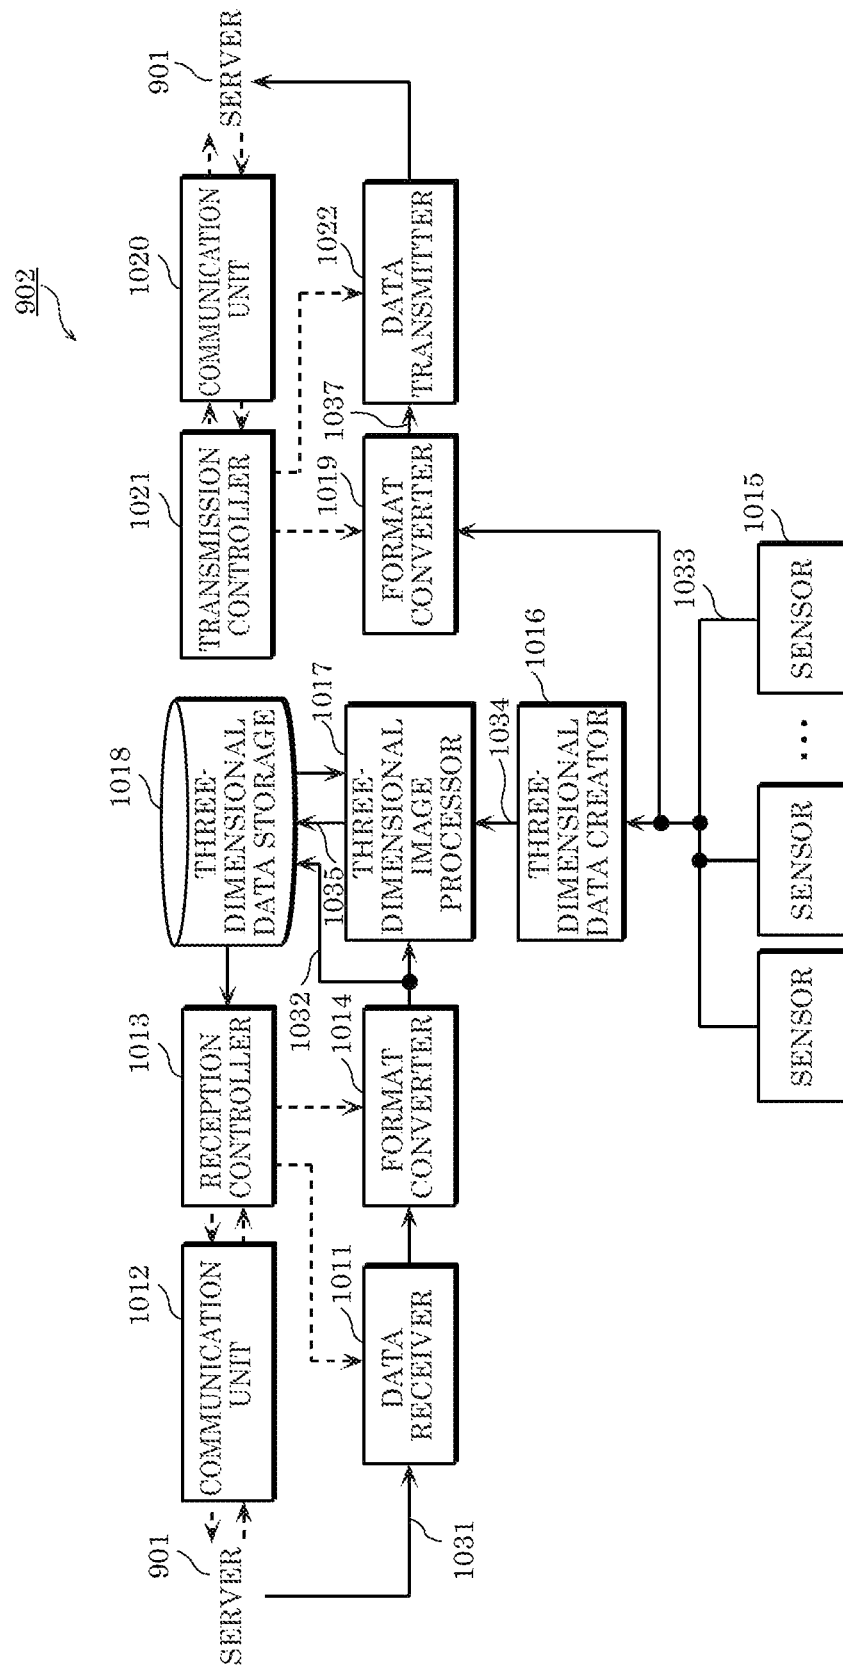 902
901
SERVER
1012
COMMUNICATION
UNIT
1013
RECEPTION
CONTROLLER
1018
THREE-
DIMENSIONAL
DATA STORAGE
1021
TRANSMISSION
CONTROLLER
1020
COMMUNICATION
UNIT
901
SERVER
1031
1011
DATA
RECEIVER
1014
FORMAT
CONVERTER
1032
1035
1017
THREE-
DIMENSIONAL
IMAGE
PROCESSOR
1019
FORMAT
CONVERTER
1037
1022
DATA
TRANSMITTER
1034
1016
THREE-
DIMENSIONAL
DATA CREATOR
1033
1015
SENSOR
SENSOR
...
SENSOR